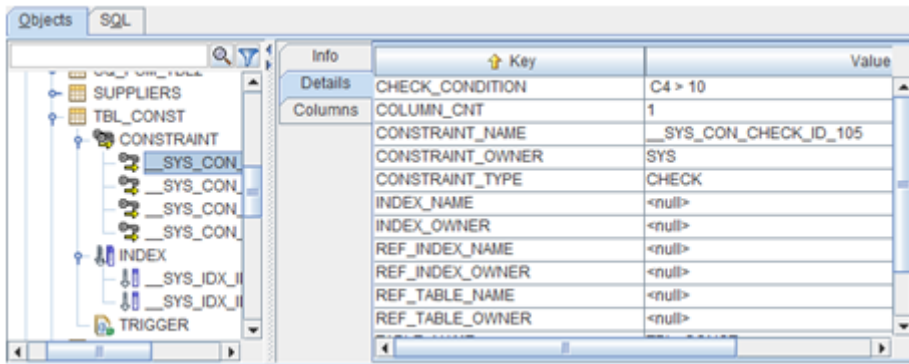 Objects SQL
SUPPLIERS
TBL_CONST
CONSTRAINT
__SYS_CON_
__SYS_CON_
__SYS_CON_
__SYS_CON_
INDEX
__SYS_IDX_I
__SYS_IDX_I
TRIGGER
Info
Details
Columns
Key Value
CHECK_CONDITION C4 > 10
COLUMN_CNT 1
CONSTRAINT_NAME __SYS_CON_CHECK_ID_105
CONSTRAINT_OWNER SYS
CONSTRAINT_TYPE CHECK
INDEX_NAME <null>
INDEX_OWNER <null>
REF_INDEX_NAME <null>
REF_INDEX_OWNER <null>
REF_TABLE_NAME <null>
REF_TABLE_OWNER <null>